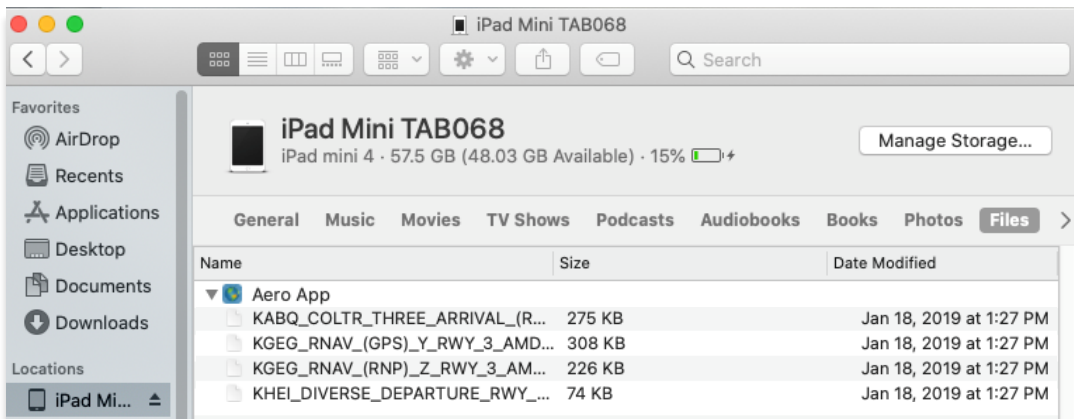 iPad Mini TAB068
Search
Favorites
AirDrop
Recents
Applications
Desktop
Documents
Downloads
Locations
iPad Mi...
iPad Mini TAB068
iPad mini 4 · 57.5 GB (48.03 GB Available) · 15%
Manage Storage...
General Music Movies TV Shows Podcasts Audiobooks Books Photos Files
Name Size Date Modified
Aero App
KABQ_COLTR_THREE_ARRIVAL_(R... 275 KB Jan 18, 2019 at 1:27 PM
KGEG_RNAV_(GPS)_Y_RWY_3_AMD... 308 KB Jan 18, 2019 at 1:27 PM
KGEG_RNAV_(RNP)_Z_RWY_3_AM... 226 KB Jan 18, 2019 at 1:27 PM
KHEI_DIVERSE_DEPARTURE_RWY_... 74 KB Jan 18, 2019 at 1:27 PM